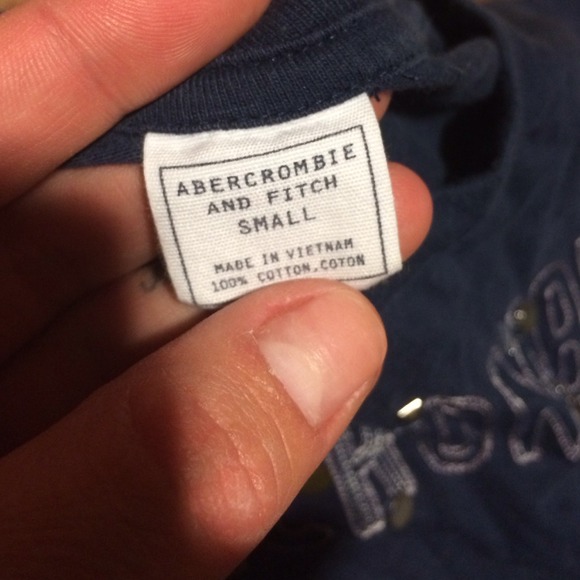 ABERCROMBIE
AND FITCH
SMALL
MADE IN VIETNAM
100% COTTON.COTON